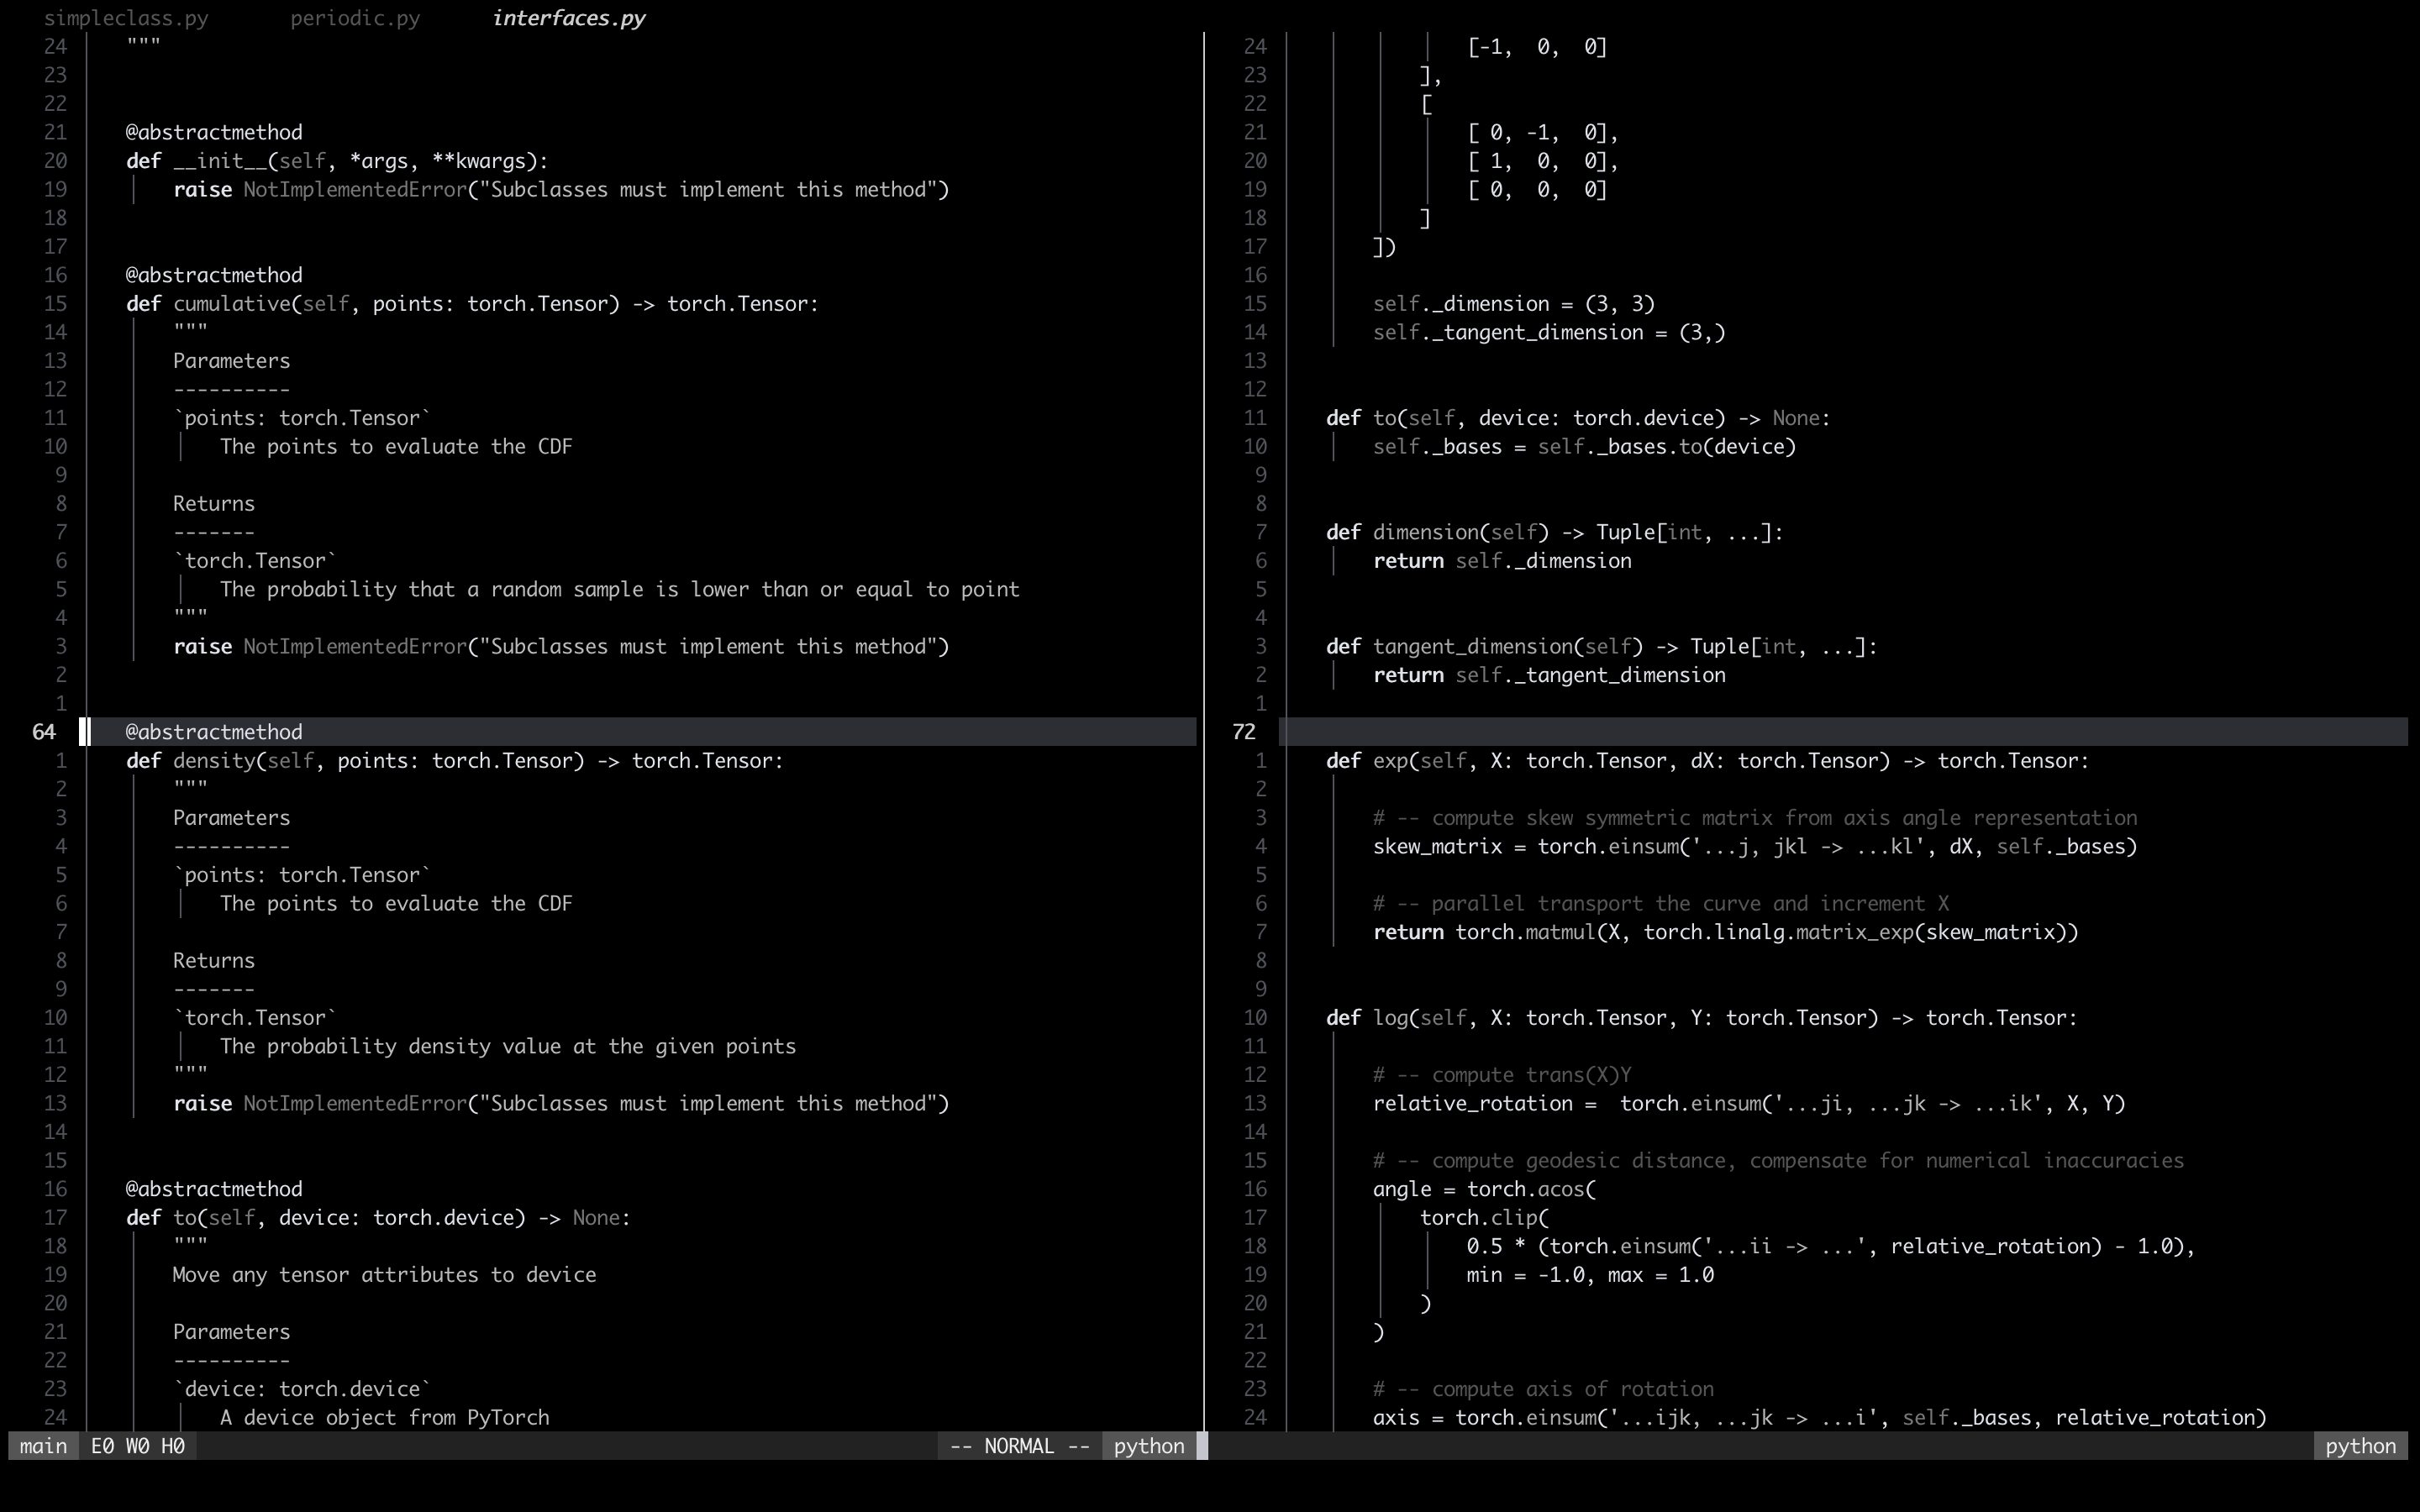 simpleclass.py periodic.py interfaces.py
24 """
23
22
21 @abstractmethod
20 def __init__(self, *args, **kwargs):
19 raise NotImplementedError("Subclasses must implement this method")
18
17
16 @abstractmethod
15 def cumulative(self, points: torch.Tensor) -> torch.Tensor:
14 """
13 Parameters
12 ----------
11 `points: torch.Tensor`
10 The points to evaluate the CDF
9
8 Returns
7 -------
6 `torch.Tensor`
5 The probability that a random sample is lower than or equal to point
4 """
3 raise NotImplementedError("Subclasses must implement this method")
2
1
64 @abstractmethod
1 def density(self, points: torch.Tensor) -> torch.Tensor:
2 """
3 Parameters
4 ----------
5 `points: torch.Tensor`
6 The points to evaluate the CDF
7
8 Returns
9 -------
10 `torch.Tensor`
11 The probability density value at the given points
12 """
13 raise NotImplementedError("Subclasses must implement this method")
14
15
16 @abstractmethod
17 def to(self, device: torch.device) -> None:
18 """
19 Move any tensor attributes to device
20
21 Parameters
22 ----------
23 `device: torch.device`
24 A device object from PyTorch
24 [-1, 0, 0]
23 ],
22 [
21 [ 0, -1, 0],
20 [ 1, 0, 0],
19 [ 0, 0, 0]
18 ]
17 ])
16
15 self._dimension = (3, 3)
14 self._tangent_dimension = (3,)
13
12
11 def to(self, device: torch.device) -> None:
10 self._bases = self._bases.to(device)
9
8
7 def dimension(self) -> Tuple[int, ...]:
6 return self._dimension
5
4
3 def tangent_dimension(self) -> Tuple[int, ...]:
2 return self._tangent_dimension
1
72
1 def exp(self, X: torch.Tensor, dX: torch.Tensor) -> torch.Tensor:
2
3 # -- compute skew symmetric matrix from axis angle representation
4 skew_matrix = torch.einsum('...j, jkl -> ...kl', dX, self._bases)
5
6 # -- parallel transport the curve and increment X
7 return torch.matmul(X, torch.linalg.matrix_exp(skew_matrix))
8
9
10 def log(self, X: torch.Tensor, Y: torch.Tensor) -> torch.Tensor:
11
12 # -- compute trans(X)Y
13 relative_rotation =  torch.einsum('...ji, ...jk -> ...ik', X, Y)
14
15 # -- compute geodesic distance, compensate for numerical inaccuracies
16 angle = torch.acos(
17 torch.clip(
18 0.5 * (torch.einsum('...ii -> ...', relative_rotation) - 1.0),
19 min = -1.0, max = 1.0
20 )
21 )
22
23 # -- compute axis of rotation
24 axis = torch.einsum('...ijk, ...jk -> ...i', self._bases, relative_rotation)
main E0 W0 H0 -- NORMAL -- python python